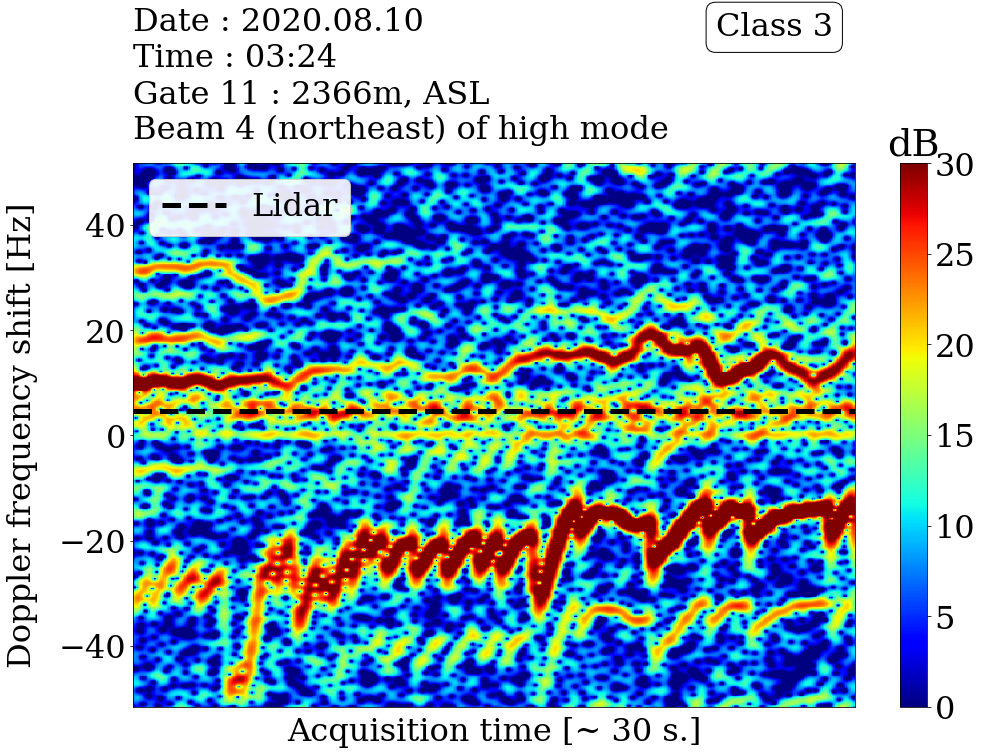 Date : 2020.08.10
Time : 03:24
Gate 11 : 2366m, ASL
Beam 4 (northeast) of high mode
Class 3
dB
Lidar
Doppler frequency shift [Hz]
40
20
0
−20
−40
30
25
20
15
10
5
0
Acquisition time [~ 30 s.]